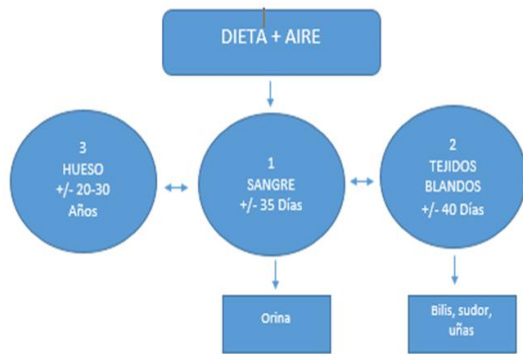 DIETA + AIRE
3
HUESO
+/- 20-30
Años
1
SANGRE
+/- 35 Días
2
TEJIDOS
BLANDOS
+/- 40 Días
Orina
Bilis, sudor,
uñas